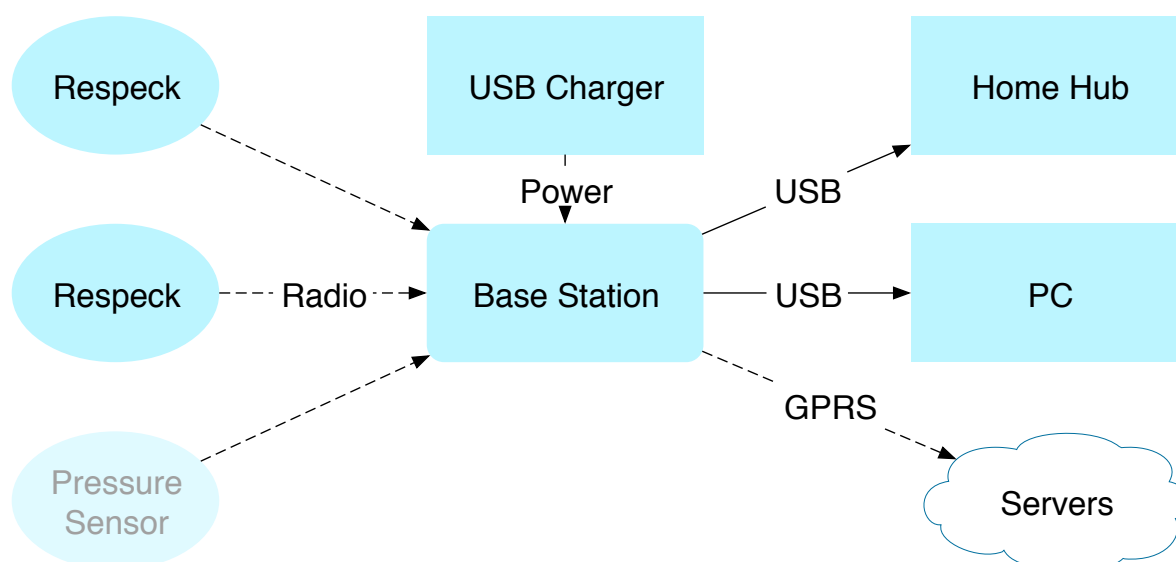 Respeck
USB Charger
Home Hub
Power
USB
Respeck
Radio
Base Station
USB
PC
GPRS
Pressure
Sensor
Servers